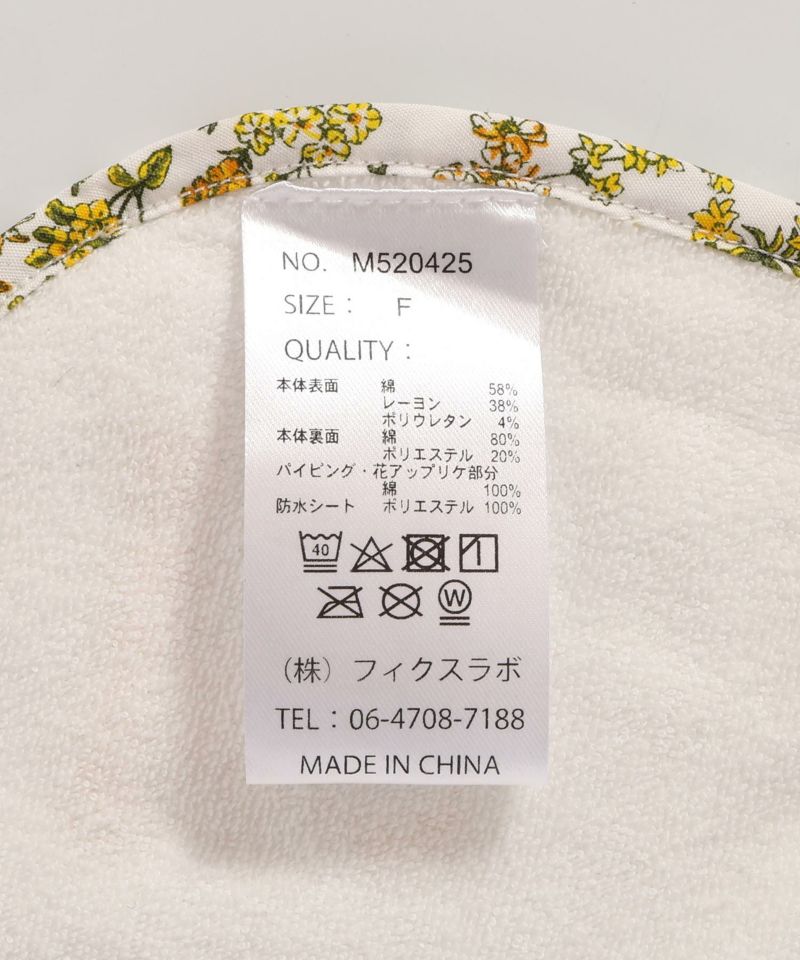 NO. M520425
SIZE： F
QUALITY：
本体表面 綿 58%
レーヨン 38%
ポリウレタン 4%
本体裏面 綿 80%
ポリエステル 20%
パイピング・花アップリケ部分
綿 100%
防水シート ポリエステル 100%
40
W
（株）フィクスラボ
TEL：06-4708-7188
MADE IN CHINA